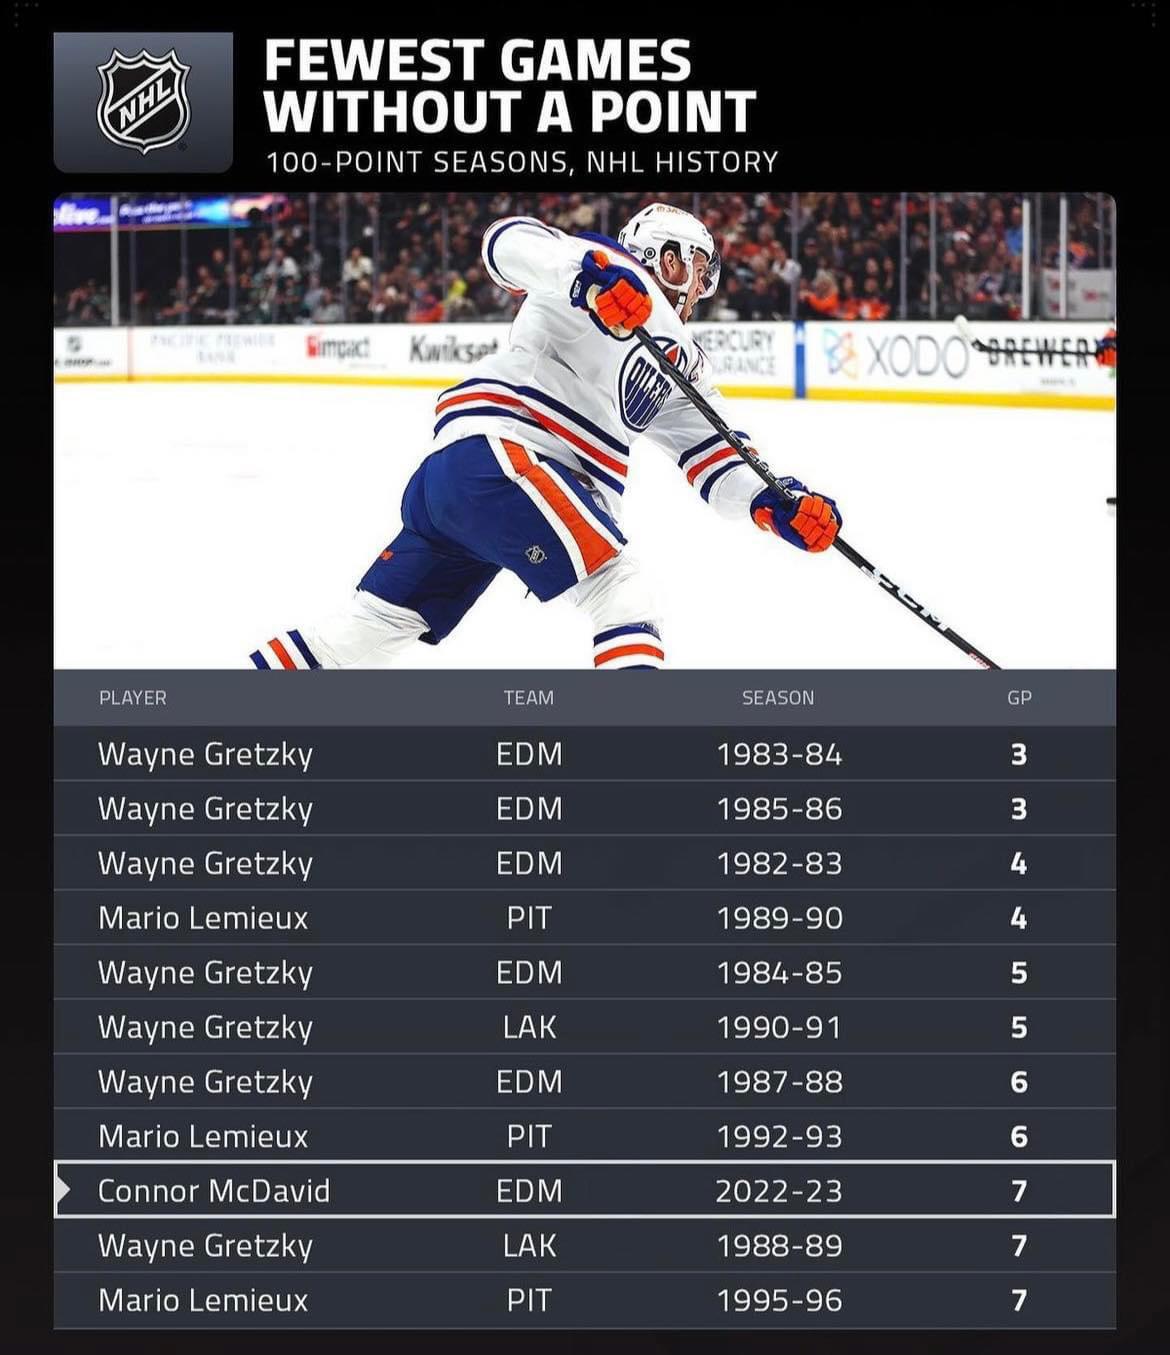 NHL
FEWEST GAMES
WITHOUT A POINT
100-POINT SEASONS, NHL HISTORY
PACIFIC PREMIER
BANK
impact
Kwikset
MERCURY
INSURANCE
XODO
BREWERY
OILERS
CCM
PLAYER TEAM SEASON GP
Wayne Gretzky EDM 1983-84 3
Wayne Gretzky EDM 1985-86 3
Wayne Gretzky EDM 1982-83 4
Mario Lemieux PIT 1989-90 4
Wayne Gretzky EDM 1984-85 5
Wayne Gretzky LAK 1990-91 5
Wayne Gretzky EDM 1987-88 6
Mario Lemieux PIT 1992-93 6
Connor McDavid EDM 2022-23 7
Wayne Gretzky LAK 1988-89 7
Mario Lemieux PIT 1995-96 7